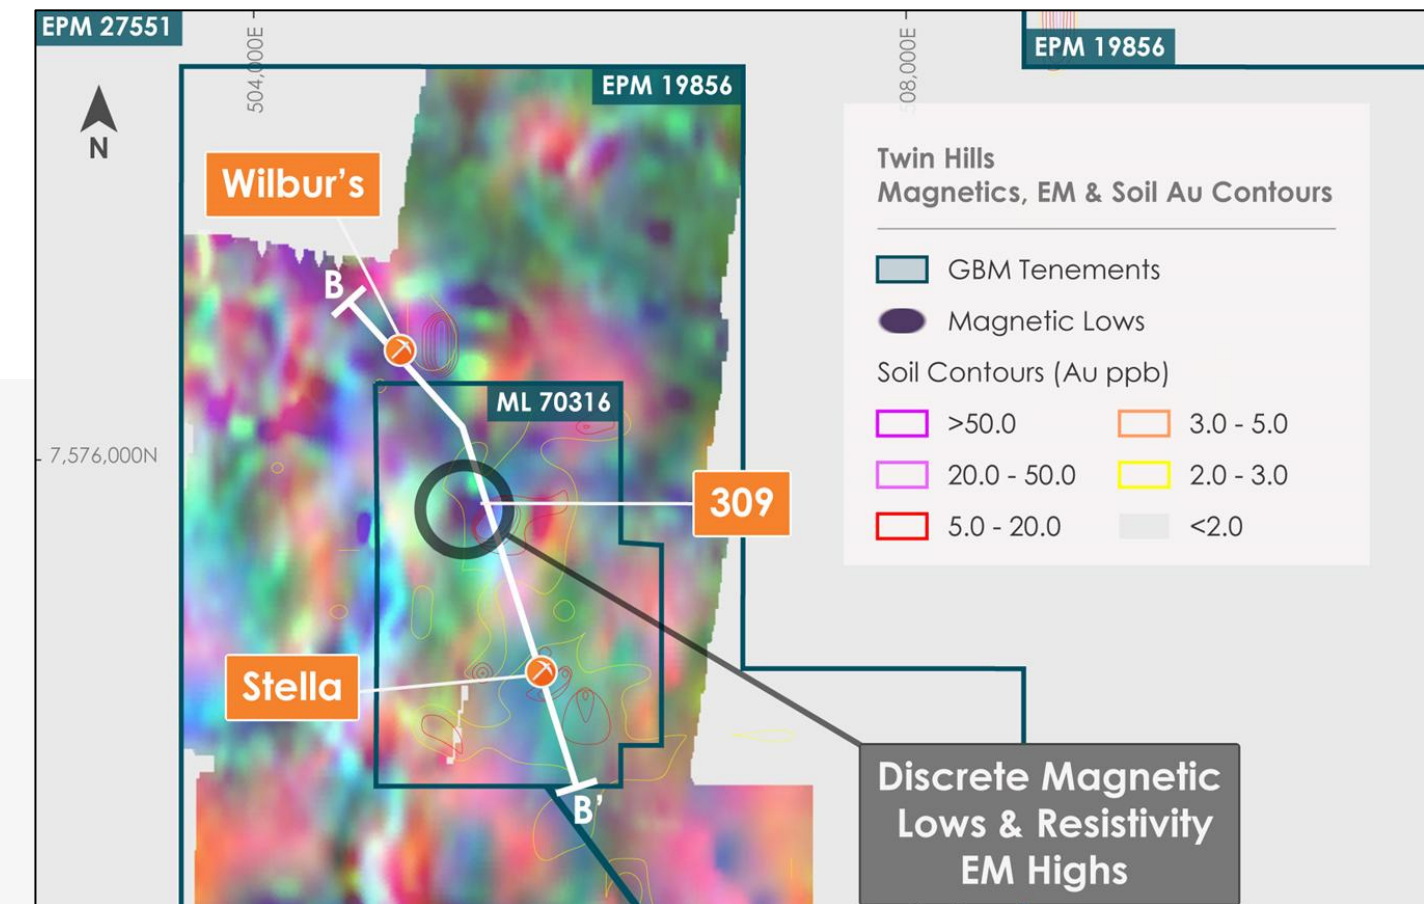 EPM 27551
504,000E
508,000E
EPM 19856
EPM 19856
N
Wilbur's
Twin Hills
Magnetics, EM & Soil Au Contours
GBM Tenements
Magnetic Lows
Soil Contours (Au ppb)
>50.0
3.0 - 5.0
20.0 - 50.0
2.0 - 3.0
5.0 - 20.0
<2.0
B
ML 70316
7,576,000N
309
Stella
B'
Discrete Magnetic
Lows & Resistivity
EM Highs